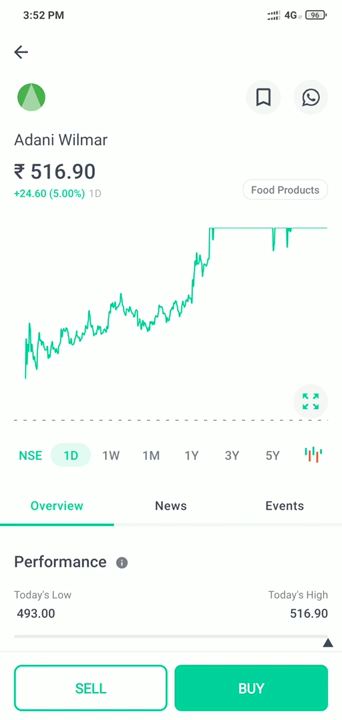 3:52 PM
4G
96
Adani Wilmar
₹ 516.90
+24.60 (5.00%) 1D
Food Products
NSE 1D 1W 1M 1Y 3Y 5Y
Overview News Events
Performance
Today's Low Today's High
493.00 516.90
SELL BUY